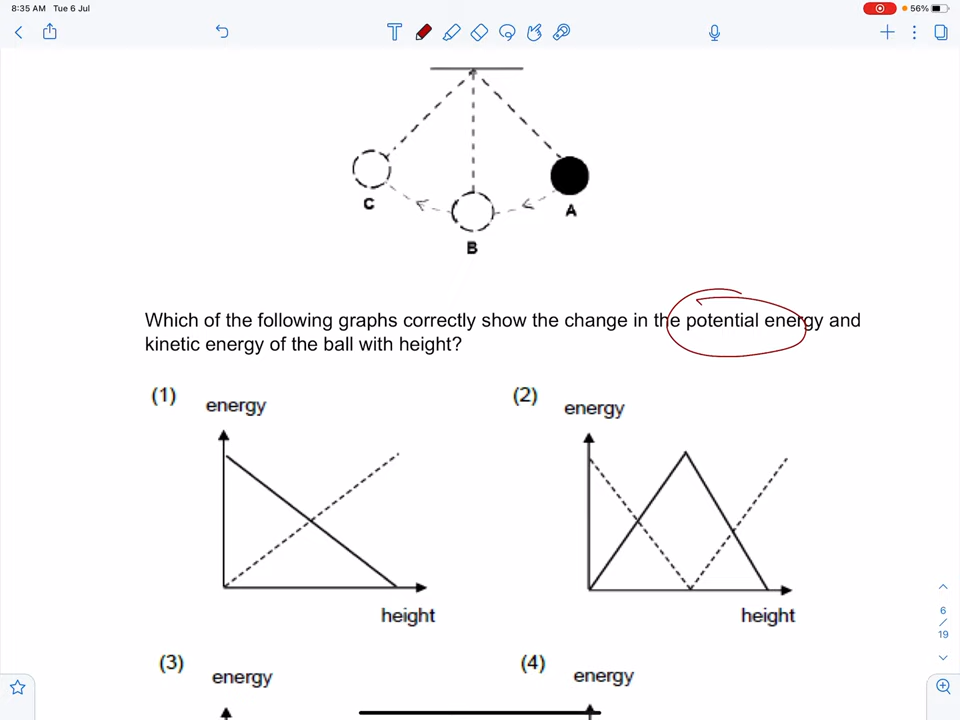 8:35 AM Tue 6 Jul
56%
T
C
A
B
Which of the following graphs correctly show the change in the potential energy and
kinetic energy of the ball with height?
(1)
energy
height
(2)
energy
height
6
/
19
(3)
energy
(4)
energy